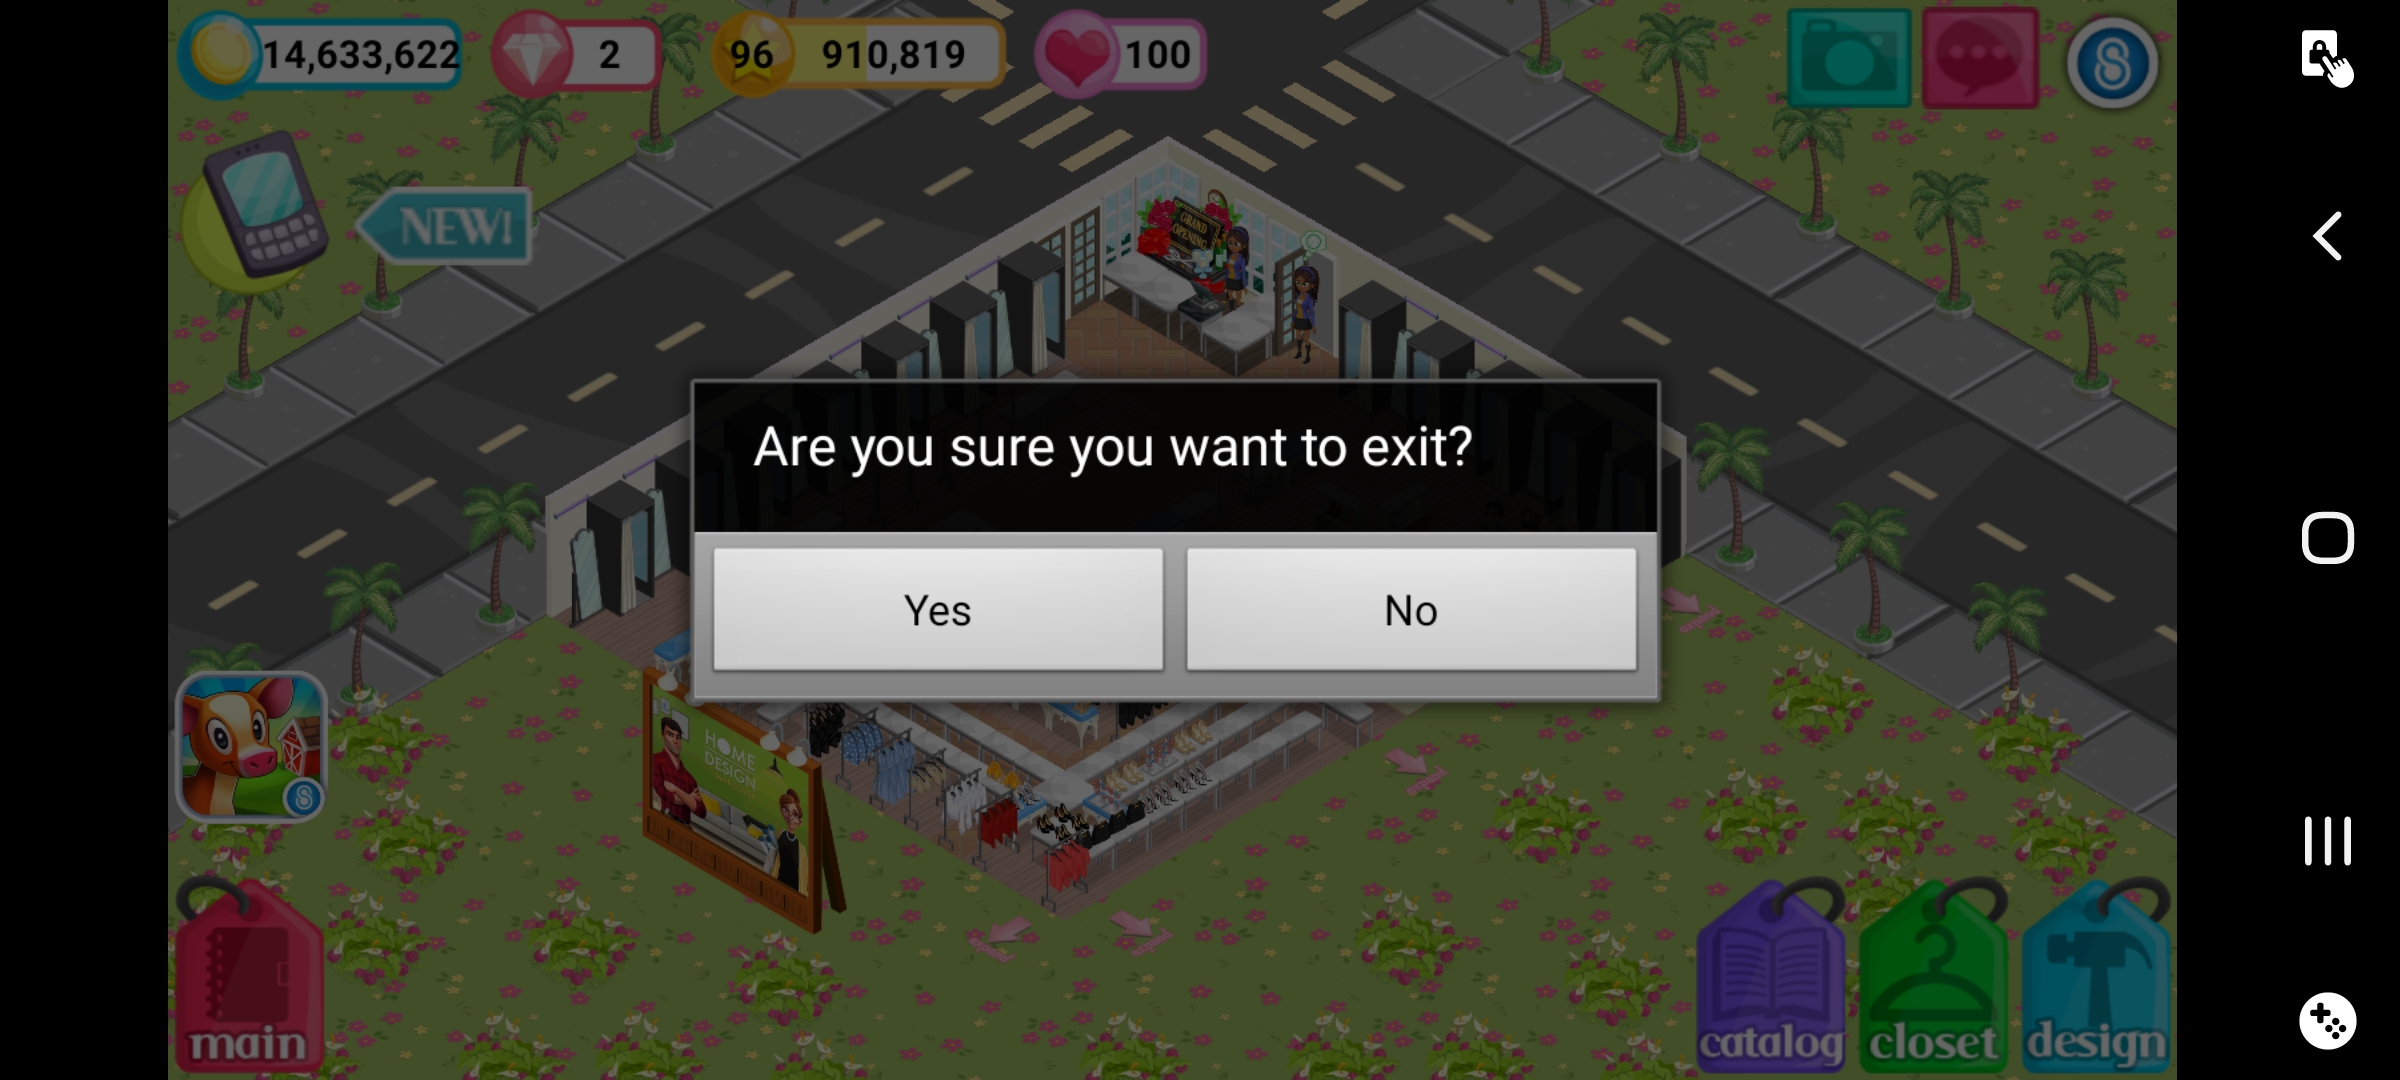 14,633,622
2
96
910,819
100
NEW!
GRAND
OPENING
Are you sure you want to exit?
Yes
No
HOME
DESIGN
main
catalog
closet
design